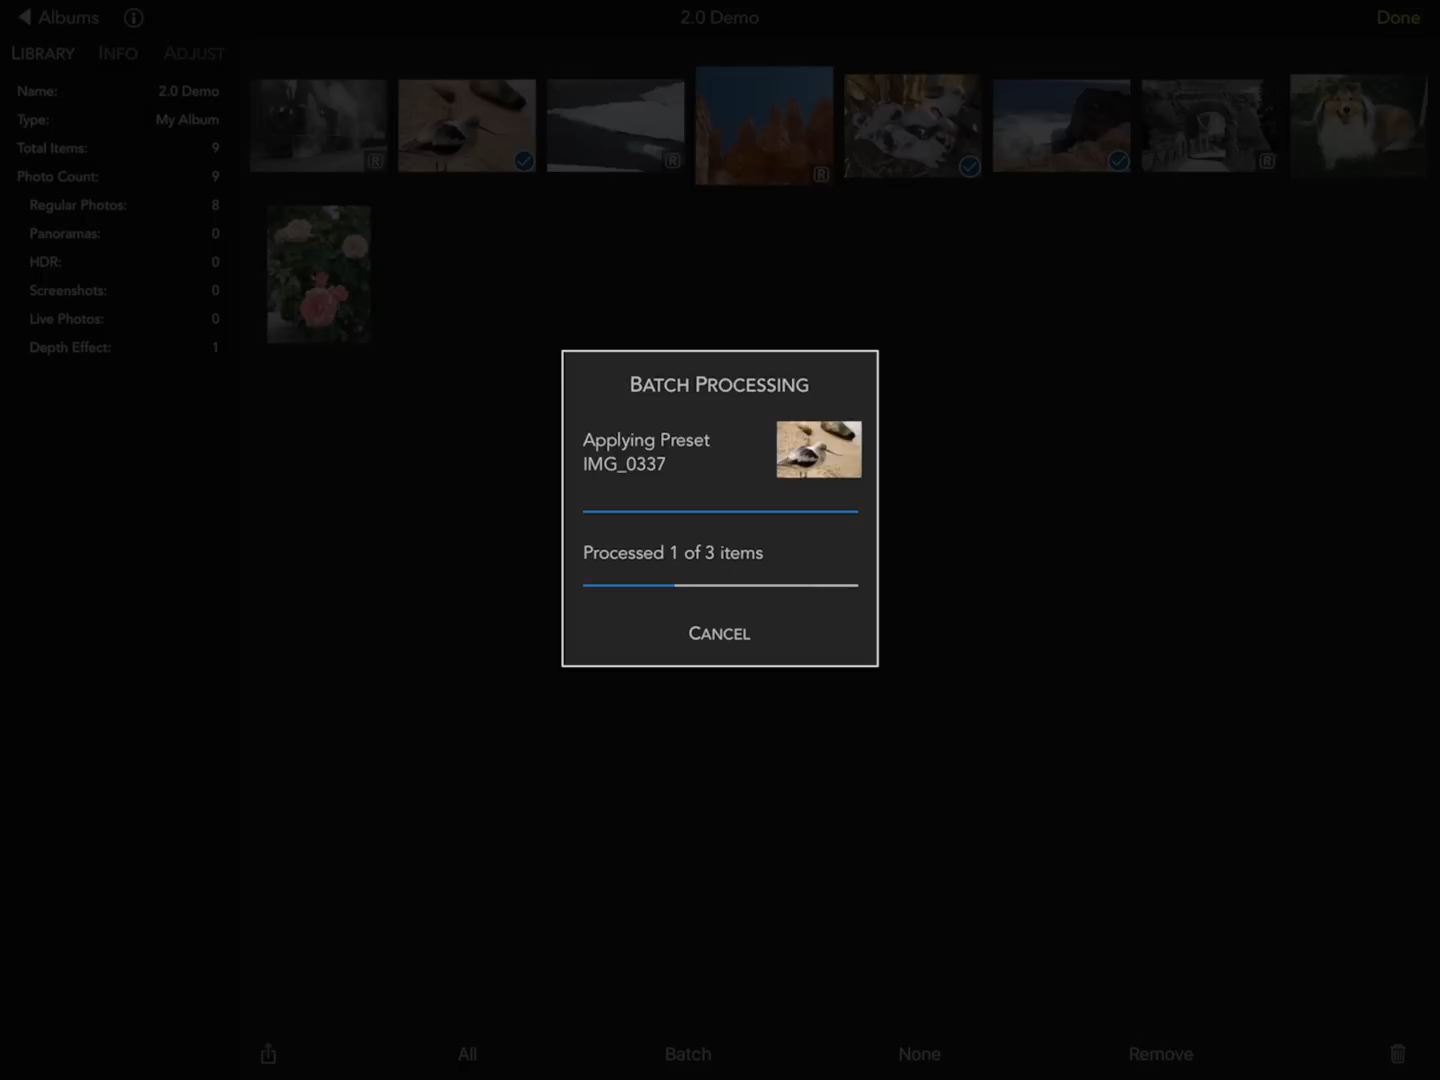 Albums
2.0 Demo
Done
LIBRARY INFO ADJUST
Name: 2.0 Demo
Type: My Album
Total Items: 9
Photo Count: 9
Regular Photos: 8
Panoramas: 0
HDR: 0
Screenshots: 0
Live Photos: 0
Depth Effect: 1
R
R
R
R
BATCH PROCESSING
Applying Preset
IMG_0337
Processed 1 of 3 items
CANCEL
All Batch None Remove